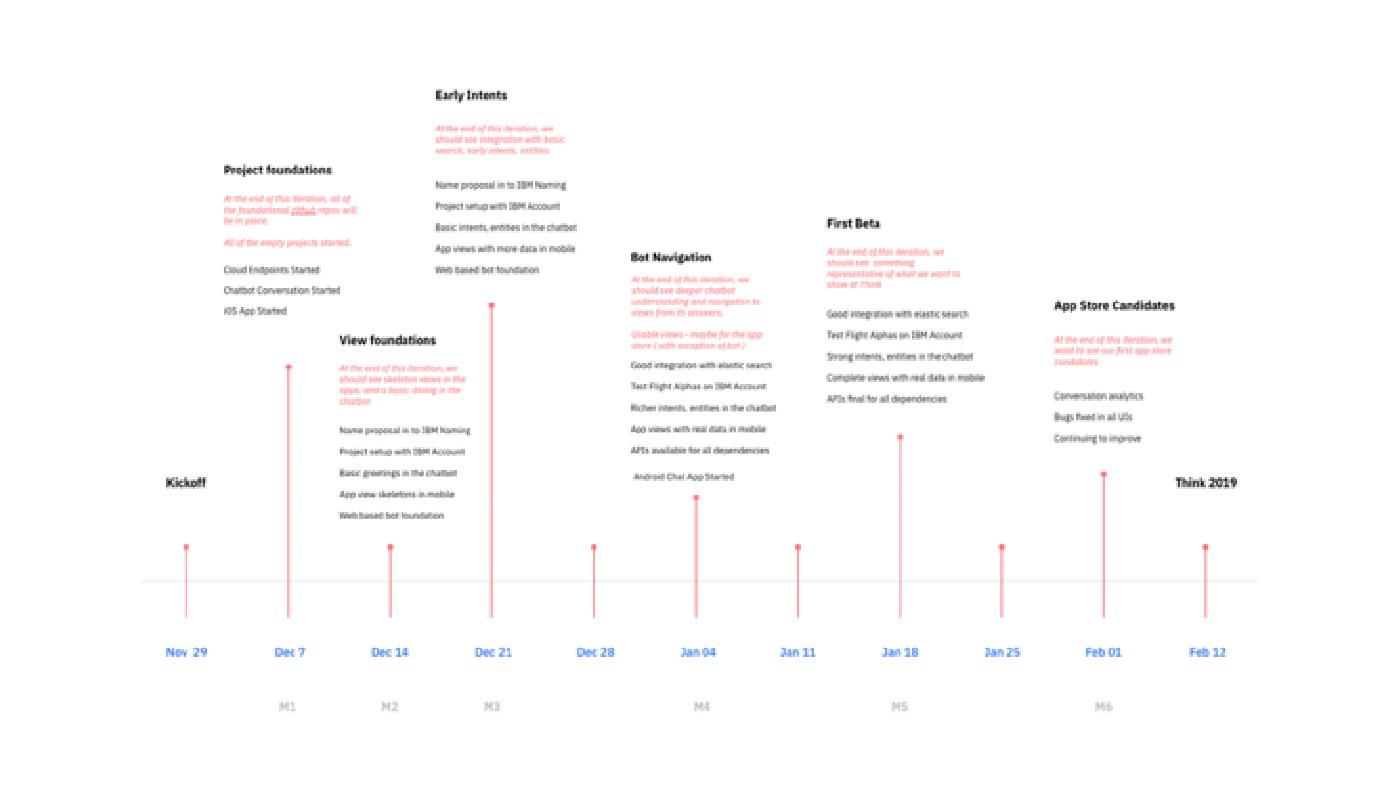 Early Intents
At the end of this iteration, we
should see integration with basic
search, early intents, entities
Name proposal in to IBM Naming
Project setup with IBM Account
Basic intents, entities in the chatbot
App views with more data in mobile
Web based bot foundation
Project foundations
At the end of this iteration, all of
the foundational github repos will
be in place.
All of the empty projects started.
Cloud Endpoints Started
Chatbot Conversation Started
iOS App Started
First Beta
At the end of this iteration, we
should see something
representative of what we want to
show at Think
Good integration with elastic search
Test Flight Alphas on IBM Account
Strong intents, entities in the chatbot
Complete views with real data in mobile
APIs final for all dependencies
Bot Navigation
At the end of this iteration, we
should see deeper chatbot
understanding and navigation to
views from its answers.
Usable views - maybe for the app
store ( with exception of bot )
Good integration with elastic search
Test Flight Alphas on IBM Account
Richer intents, entities in the chatbot
App views with real data in mobile
APIs available for all dependencies
Android Chat App Started
App Store Candidates
At the end of this iteration, we
want to see our first app store
candidates
Conversation analytics
Bugs fixed in all UIs
Continuing to improve
View foundations
At the end of this iteration, we
should see skeleton views in the
apps, and a basic dialog in the
chatbot
Name proposal in to IBM Naming
Project setup with IBM Account
Basic greetings in the chatbot
App view skeletons in mobile
Web based bot foundation
Kickoff
Think 2019
Nov 29
Dec 7
Dec 14
Dec 21
Dec 28
Jan 04
Jan 11
Jan 18
Jan 25
Feb 01
Feb 12
M1
M2
M3
M4
M5
M6